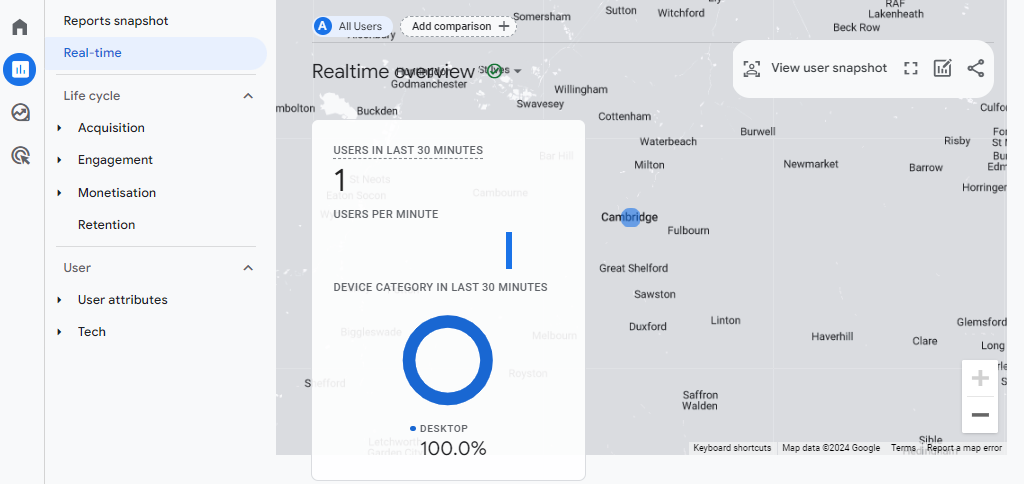 Reports snapshot
Real-time
Life cycle
Acquisition
Engagement
Monetisation
Retention
User
User attributes
Tech
A All Users
Add comparison +
Realtime overview
View user snapshot
USERS IN LAST 30 MINUTES
1
USERS PER MINUTE
DEVICE CATEGORY IN LAST 30 MINUTES
DESKTOP
100.0%
Somersham
Sutton
Witchford
Ely
RAF
Lakenheath
Beck Row
St Ives
Godmanchester
Buckden
Willingham
Swavesey
Cottenham
Waterbeach
Burwell
Milton
Newmarket
Risby
Barrow
Horringer
Bar Hill
St Neots
Eaton Socon
Cambourne
Cambridge
Fulbourn
Great Shelford
Sawston
Duxford
Linton
Haverhill
Clare
Glemsford
Long
Biggleswade
Melbourn
Royston
Shefford
Saffron
Walden
Letchworth
Garden City
Sible
Keyboard shortcuts
Map data ©2024 Google
Terms
Report a map error